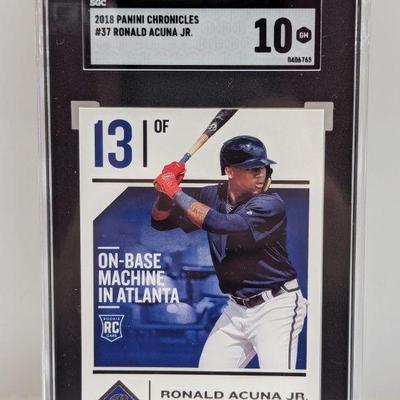 SGC
2018 PANINI CHRONICLES
#37 RONALD ACUNA JR.
10 GM
0406765
13 OF
ON-BASE
MACHINE
IN ATLANTA
ROOKIE
RC
CARD
RONALD ACUNA JR.